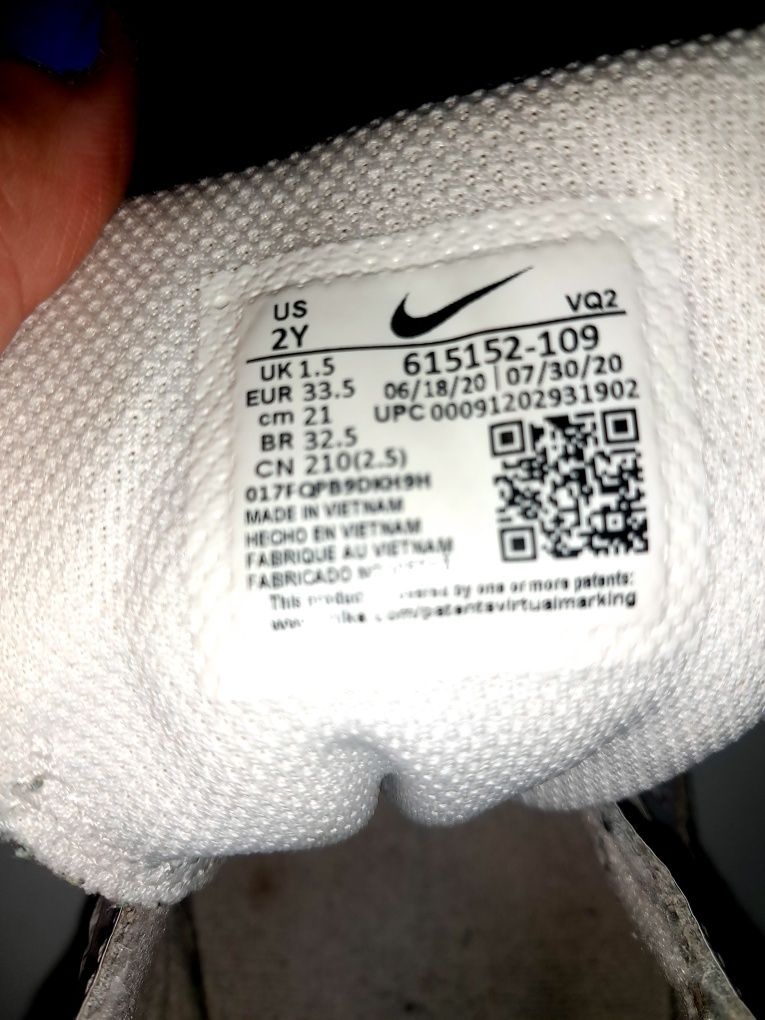 US VQ2
2Y
615152-109
UK 1.5
06/18/20 | 07/30/20
EUR 33.5
UPC 00091202931902
cm 21
BR 32.5
CN 210(2.5)
017FQPB9DKH9H
MADE IN VIETNAM
HECHO EN VIETNAM
FABRIQUE AU VIETNAM
FABRICADO
This by one or more patents: